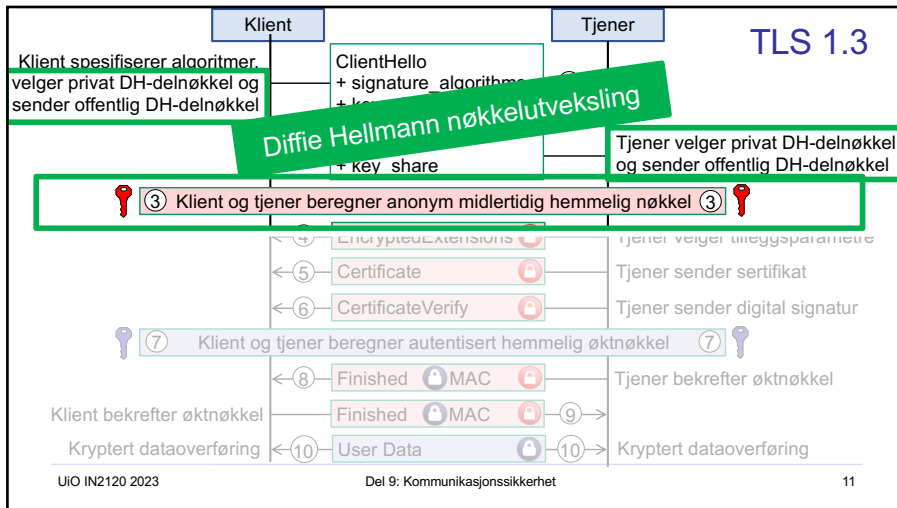 Klient
Tjener
TLS 1.3
Klient spesifiserer algoritmer,
velger privat DH-delnøkkel og
sender offentlig DH-delnøkkel
ClientHello
+ signature_algorithms
Diffie Hellmann nøkkelutveksling
+ key_share
Tjener velger privat DH-delnøkkel
og sender offentlig DH-delnøkkel
3 Klient og tjener beregner anonym midlertidig hemmelig nøkkel 3
4 EncryptedExtensions Tjener velger tilleggsparametre
5 Certificate Tjener sender sertifikat
6 CertificateVerify Tjener sender digital signatur
7 Klient og tjener beregner autentisert hemmelig øktnøkkel 7
8 Finished MAC Tjener bekrefter øktnøkkel
Klient bekrefter øktnøkkel Finished MAC 9
Kryptert dataoverføring 10 User Data 10 Kryptert dataoverføring
UiO IN2120 2023 Del 9: Kommunikasjonssikkerhet 11